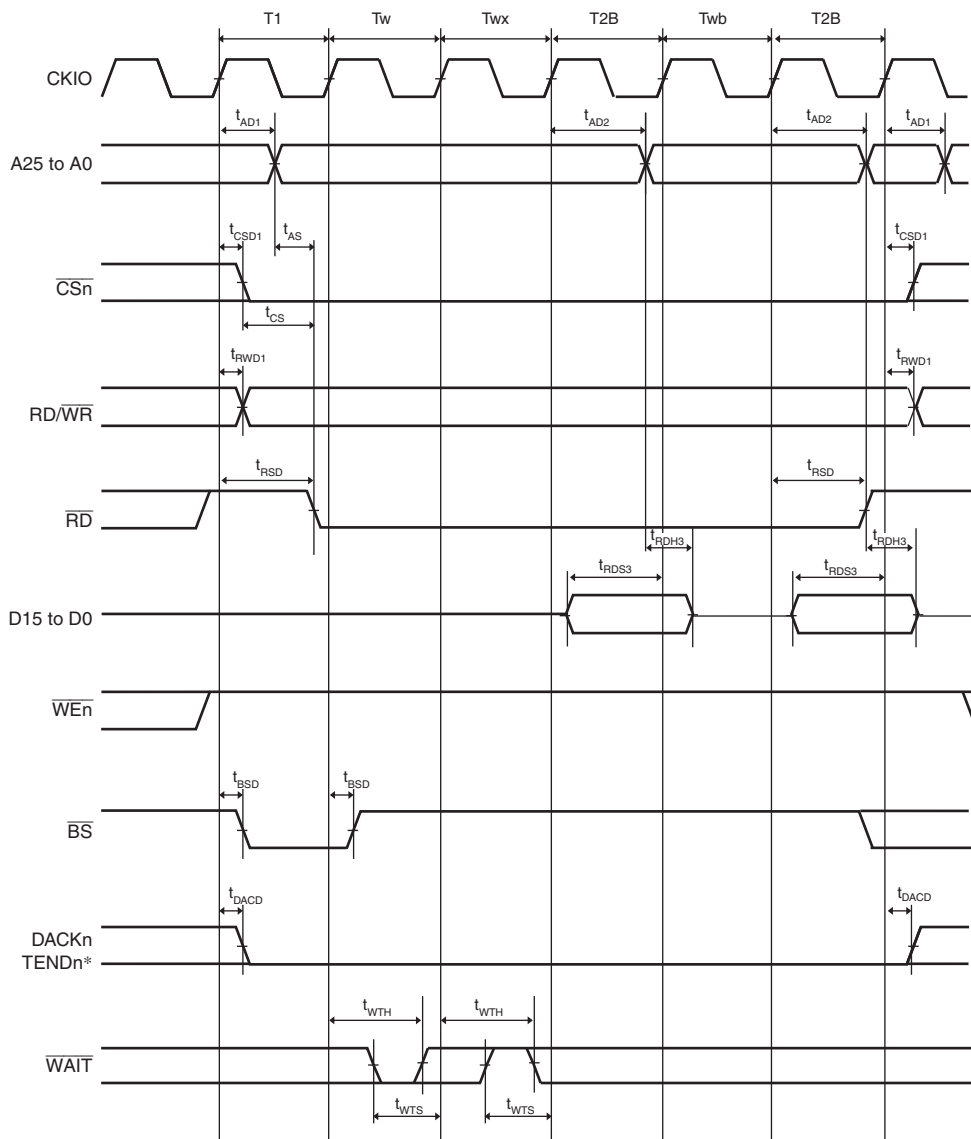 T1 Tw Twx T2B Twb T2B
CKIO
tAD1 tAD2 tAD2 tAD1
A25 to A0
tCSD1 tAS tCSD1
CSn
tCS
tRWD1 tRWD1
RD/WR
tRSD tRSD
RD
tRDH3 tRDH3
tRDS3 tRDS3
D15 to D0
WEn
tBSD tBSD
BS
tDACD tDACD
DACKn
TENDn*
tWTH tWTH
WAIT
tWTS tWTS